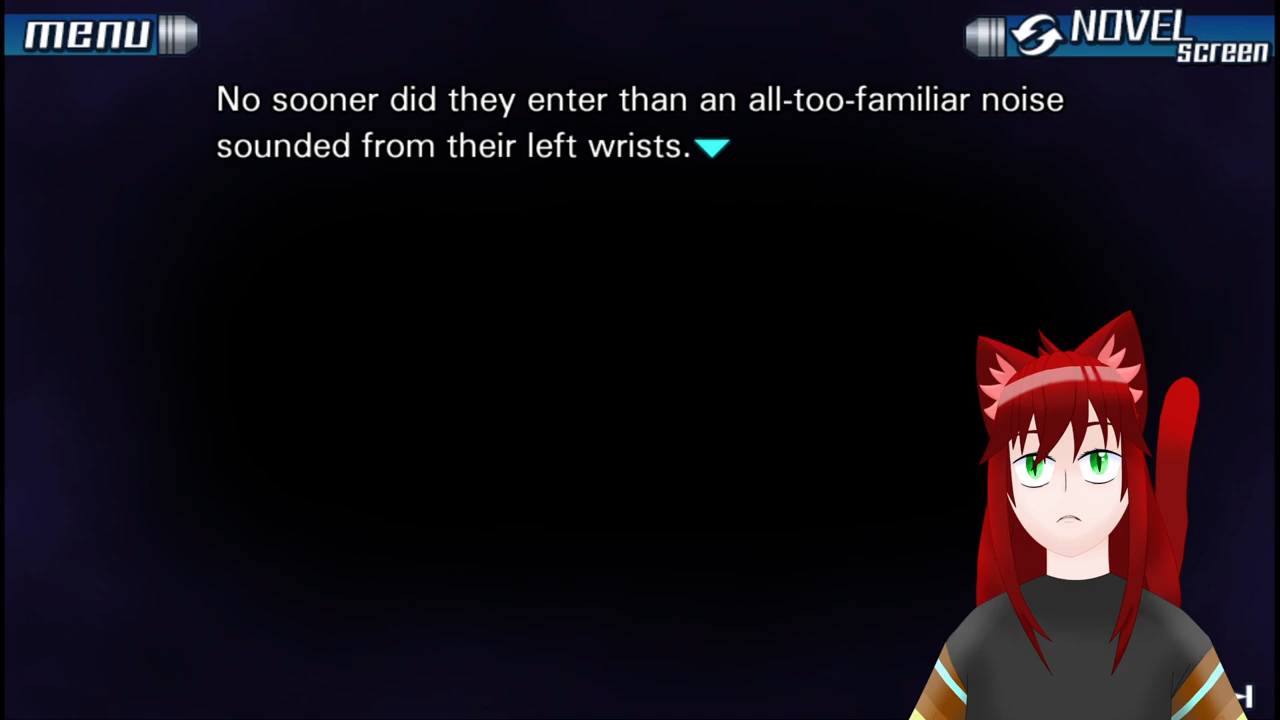 menu
NOVEL
screen
No sooner did they enter than an all-too-familiar noise
sounded from their left wrists.